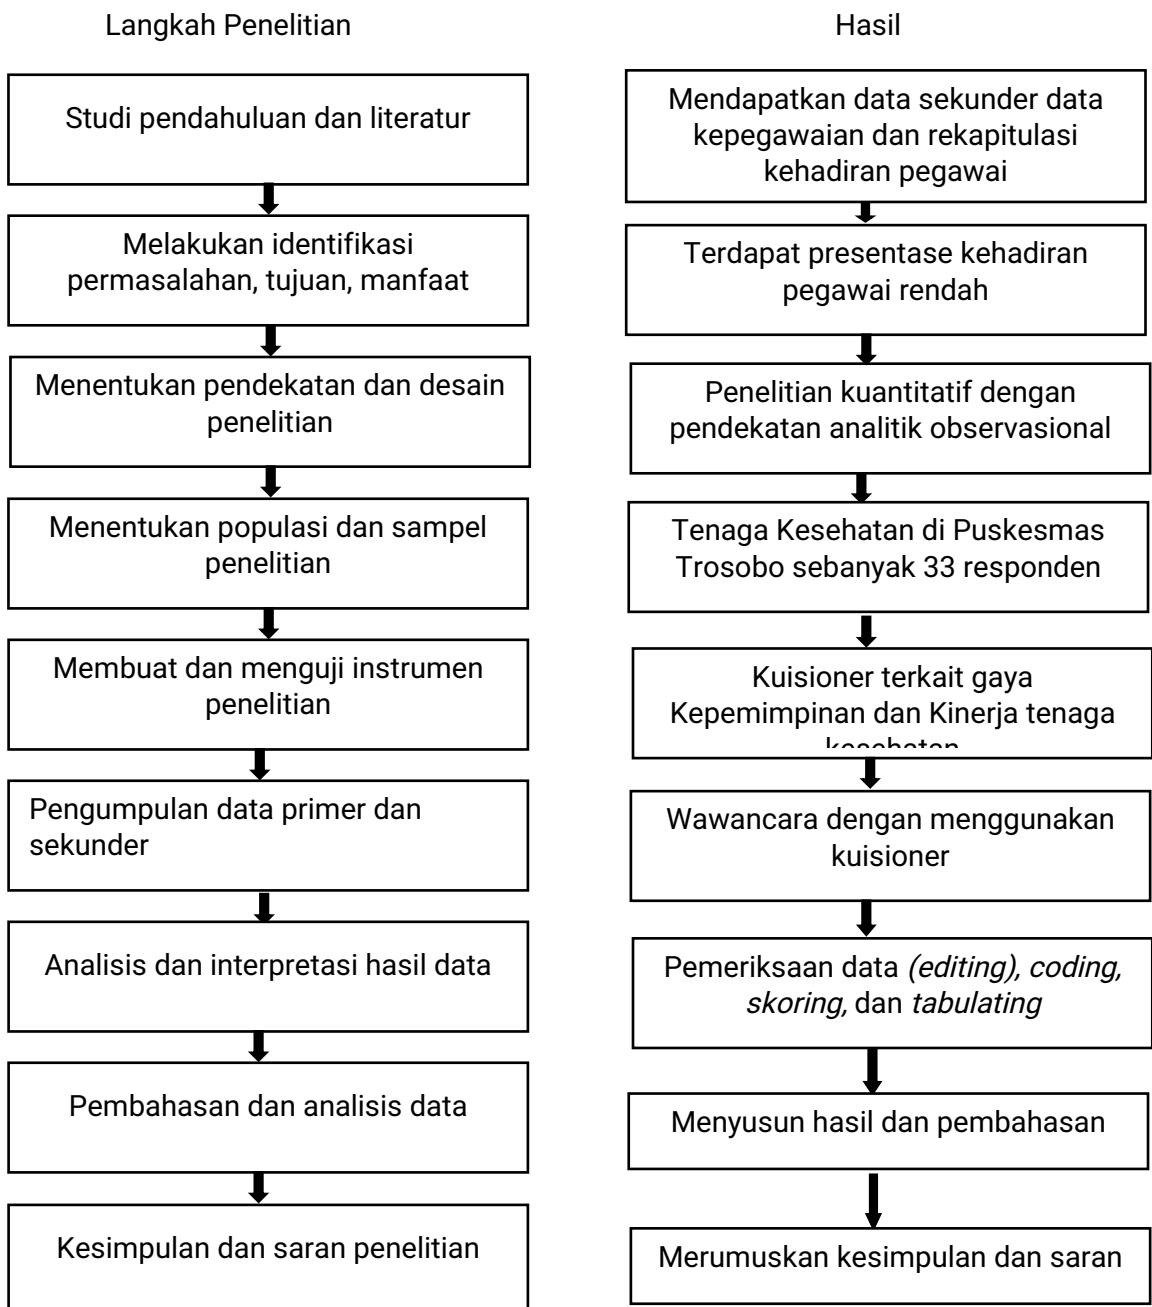 Langkah Penelitian
Hasil
Studi pendahuluan dan literatur
Mendapatkan data sekunder data
kepegawaian dan rekapitulasi
kehadiran pegawai
Melakukan identifikasi
permasalahan, tujuan, manfaat
Terdapat presentase kehadiran
pegawai rendah
Menentukan pendekatan dan desain
penelitian
Penelitian kuantitatif dengan
pendekatan analitik observasional
Menentukan populasi dan sampel
penelitian
Tenaga Kesehatan di Puskesmas
Trosobo sebanyak 33 responden
Membuat dan menguji instrumen
penelitian
Kuisioner terkait gaya
Kepemimpinan dan Kinerja tenaga
kesehatan
Pengumpulan data primer dan
sekunder
Wawancara dengan menggunakan
kuisioner
Analisis dan interpretasi hasil data
Pemeriksaan data (editing), coding,
skoring, dan tabulating
Pembahasan dan analisis data
Menyusun hasil dan pembahasan
Kesimpulan dan saran penelitian
Merumuskan kesimpulan dan saran